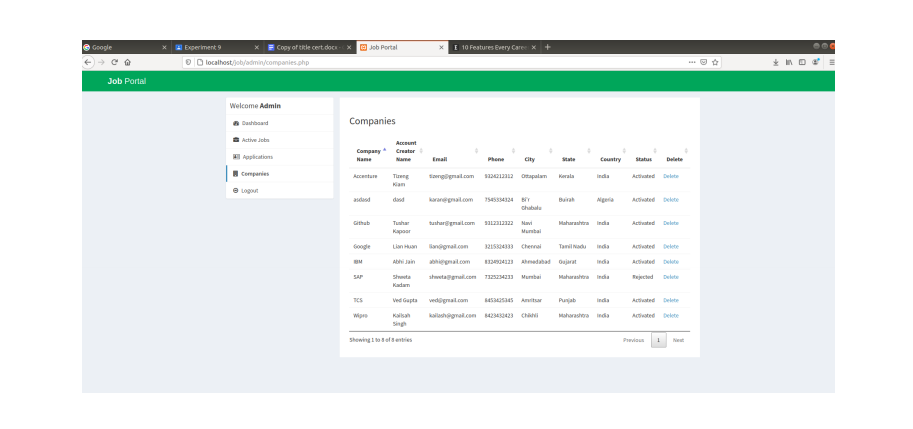 Google
Experiment 9
Copy of title cert.docx
Job Portal
10 Features Every Career
localhost/job/admin/companies.php
Job Portal
Welcome Admin
Dashboard
Active Jobs
Applications
Companies
Logout
Companies
Company Name Account Creator Name Email Phone City State Country Status Delete
Accenture Tizeng Kiam tizeng@gmail.com 9324212312 Ottapalam Kerala India Activated Delete
asdasd dasd karan@gmail.com 7545334324 Bi'r Ghabalu Buirah Algeria Activated Delete
Github Tushar Kapoor tushar@gmail.com 9312312322 Navi Mumbai Maharashtra India Activated Delete
Google Lian Huan lian@gmail.com 3215324333 Chennai Tamil Nadu India Activated Delete
IBM Abhi Jain abhi@gmail.com 8324924123 Ahmedabad Gujarat India Activated Delete
SAP Shweta Kadam shweta@gmail.com 7325234233 Mumbai Maharashtra India Rejected Delete
TCS Ved Gupta ved@gmail.com 8453425345 Amritsar Punjab India Activated Delete
Wipro Kailsah Singh kailash@gmail.com 8423432423 Chikhli Maharashtra India Activated Delete
Showing 1 to 8 of 8 entries
Previous 1 Next